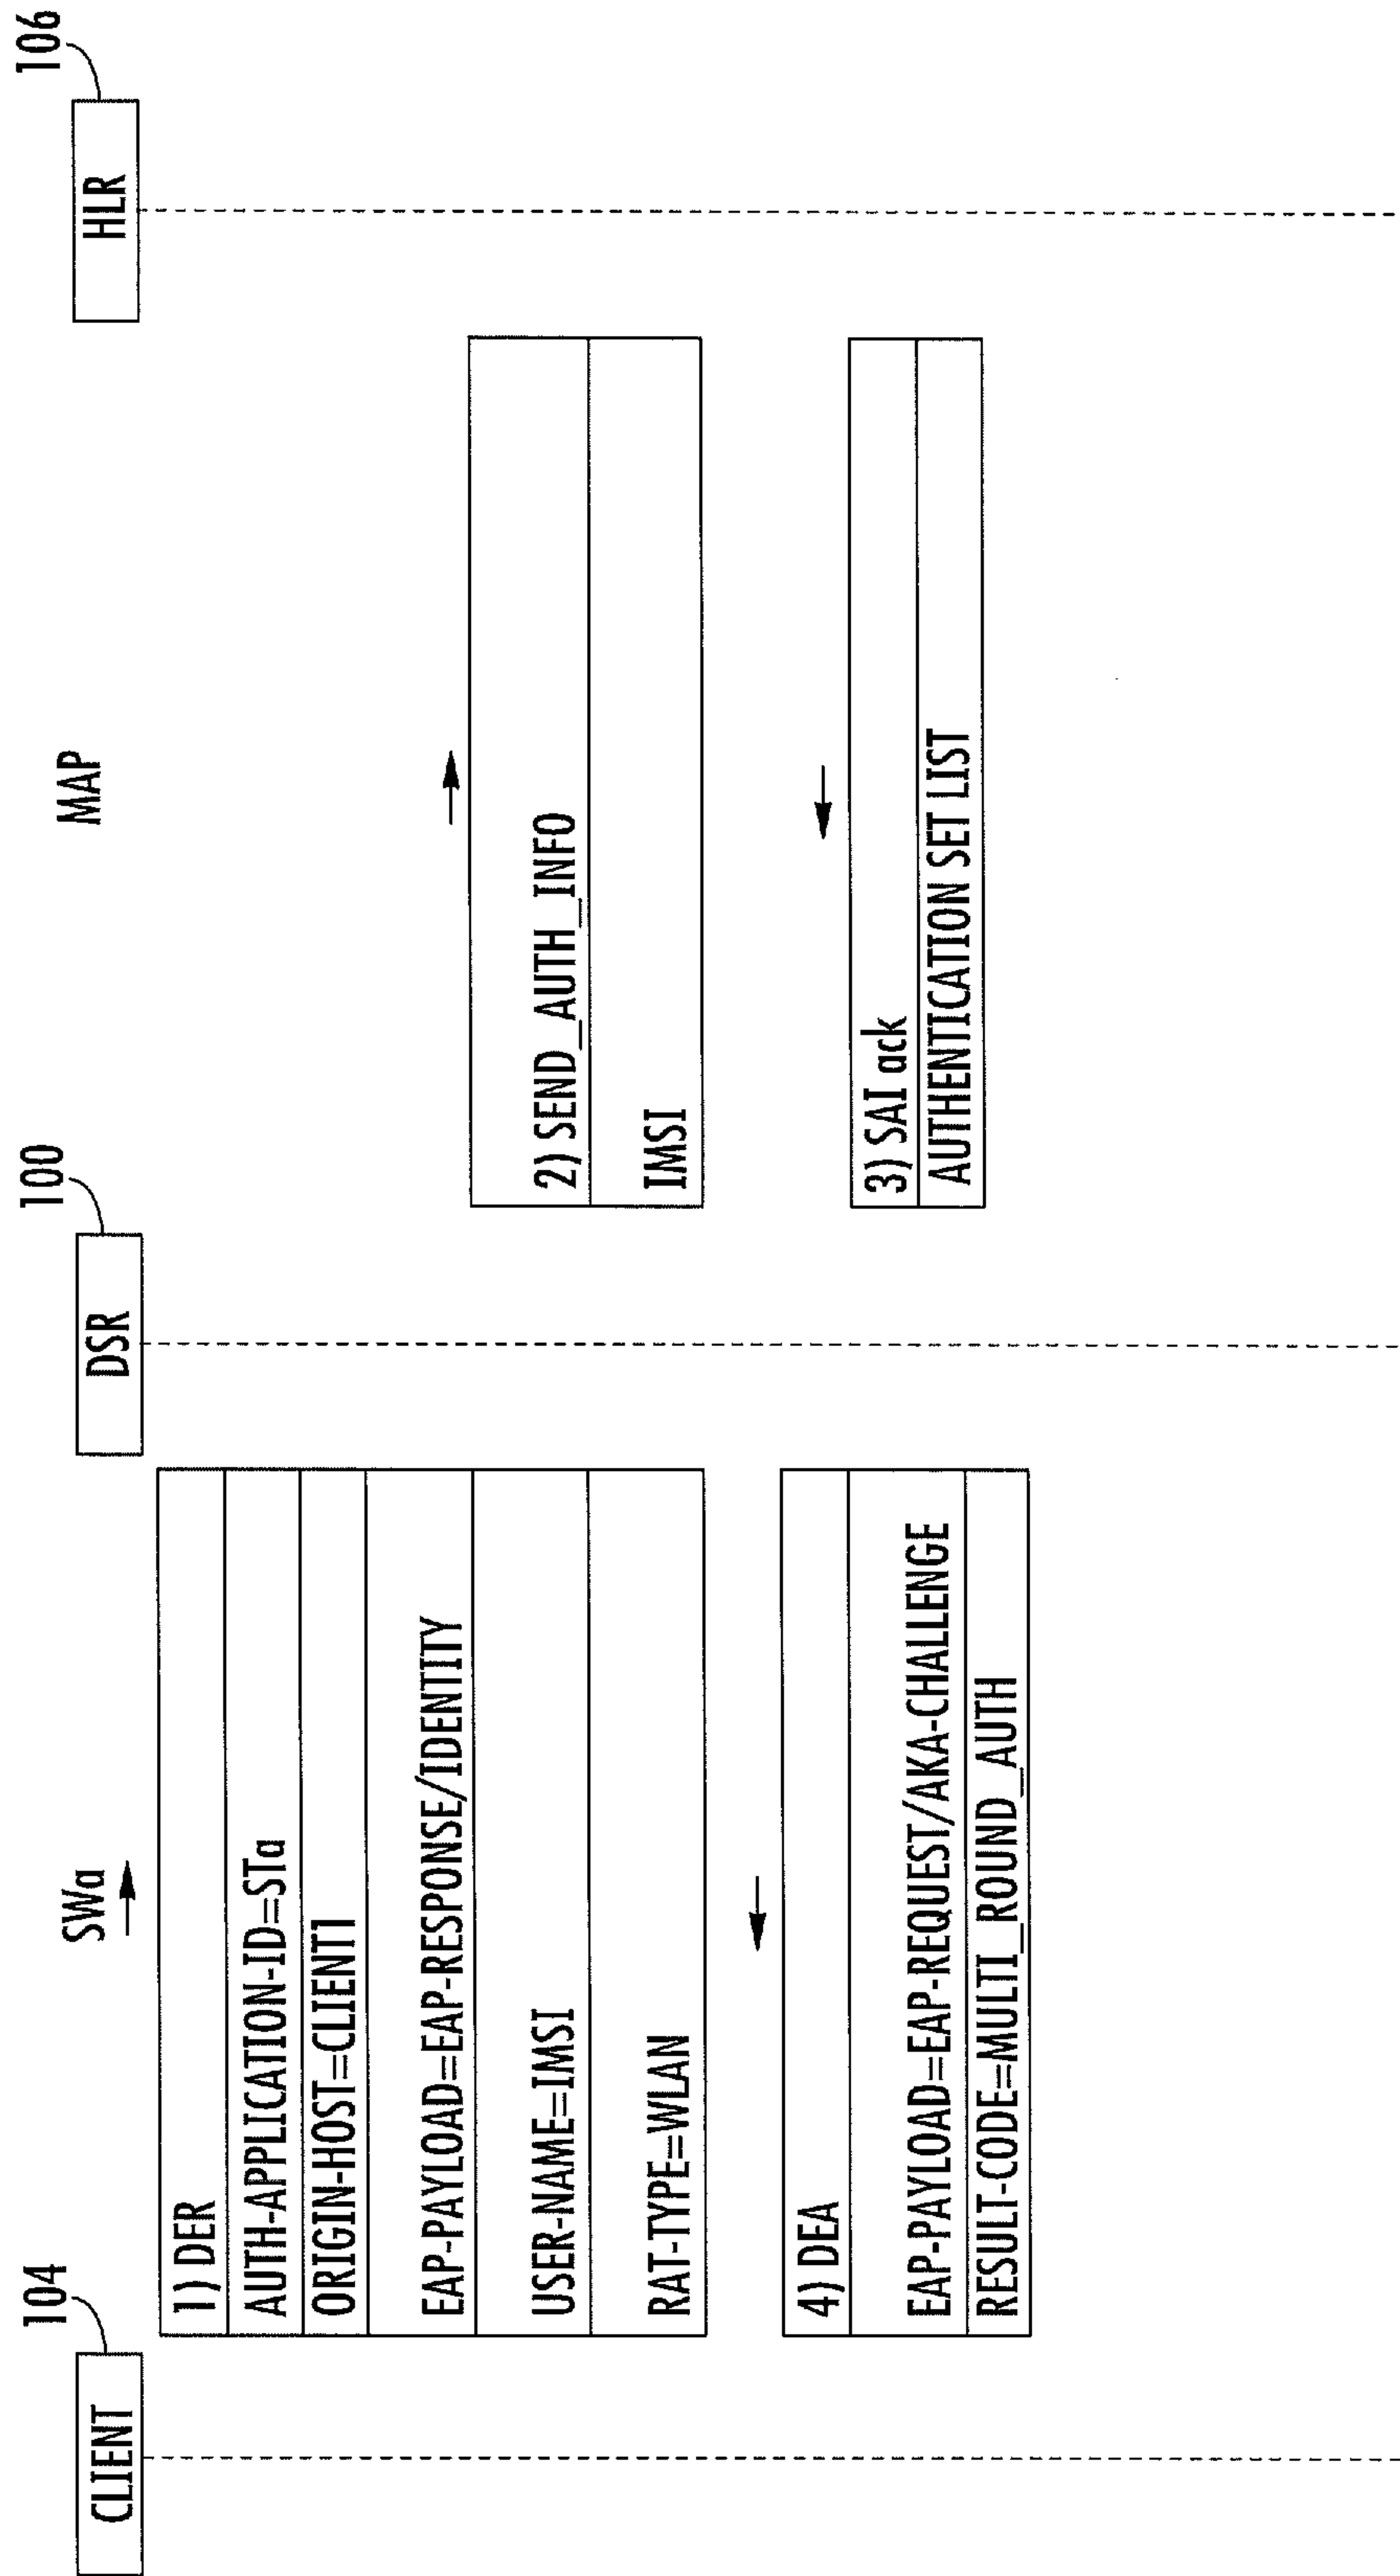 104
CLIENT
SWa
100
DSR
MAP
106
HLR
1) DER
AUTH-APPLICATION-ID=STa
ORIGIN-HOST=CLIENT1
EAP-PAYLOAD=EAP-RESPONSE/IDENTITY
USER-NAME=IMSI
RAT-TYPE=WLAN
2) SEND_AUTH_INFO
IMSI
3) SAI ack
AUTHENTICATION SET LIST
4) DEA
EAP-PAYLOAD=EAP-REQUEST/AKA-CHALLENGE
RESULT-CODE=MULTI_ROUND_AUTH